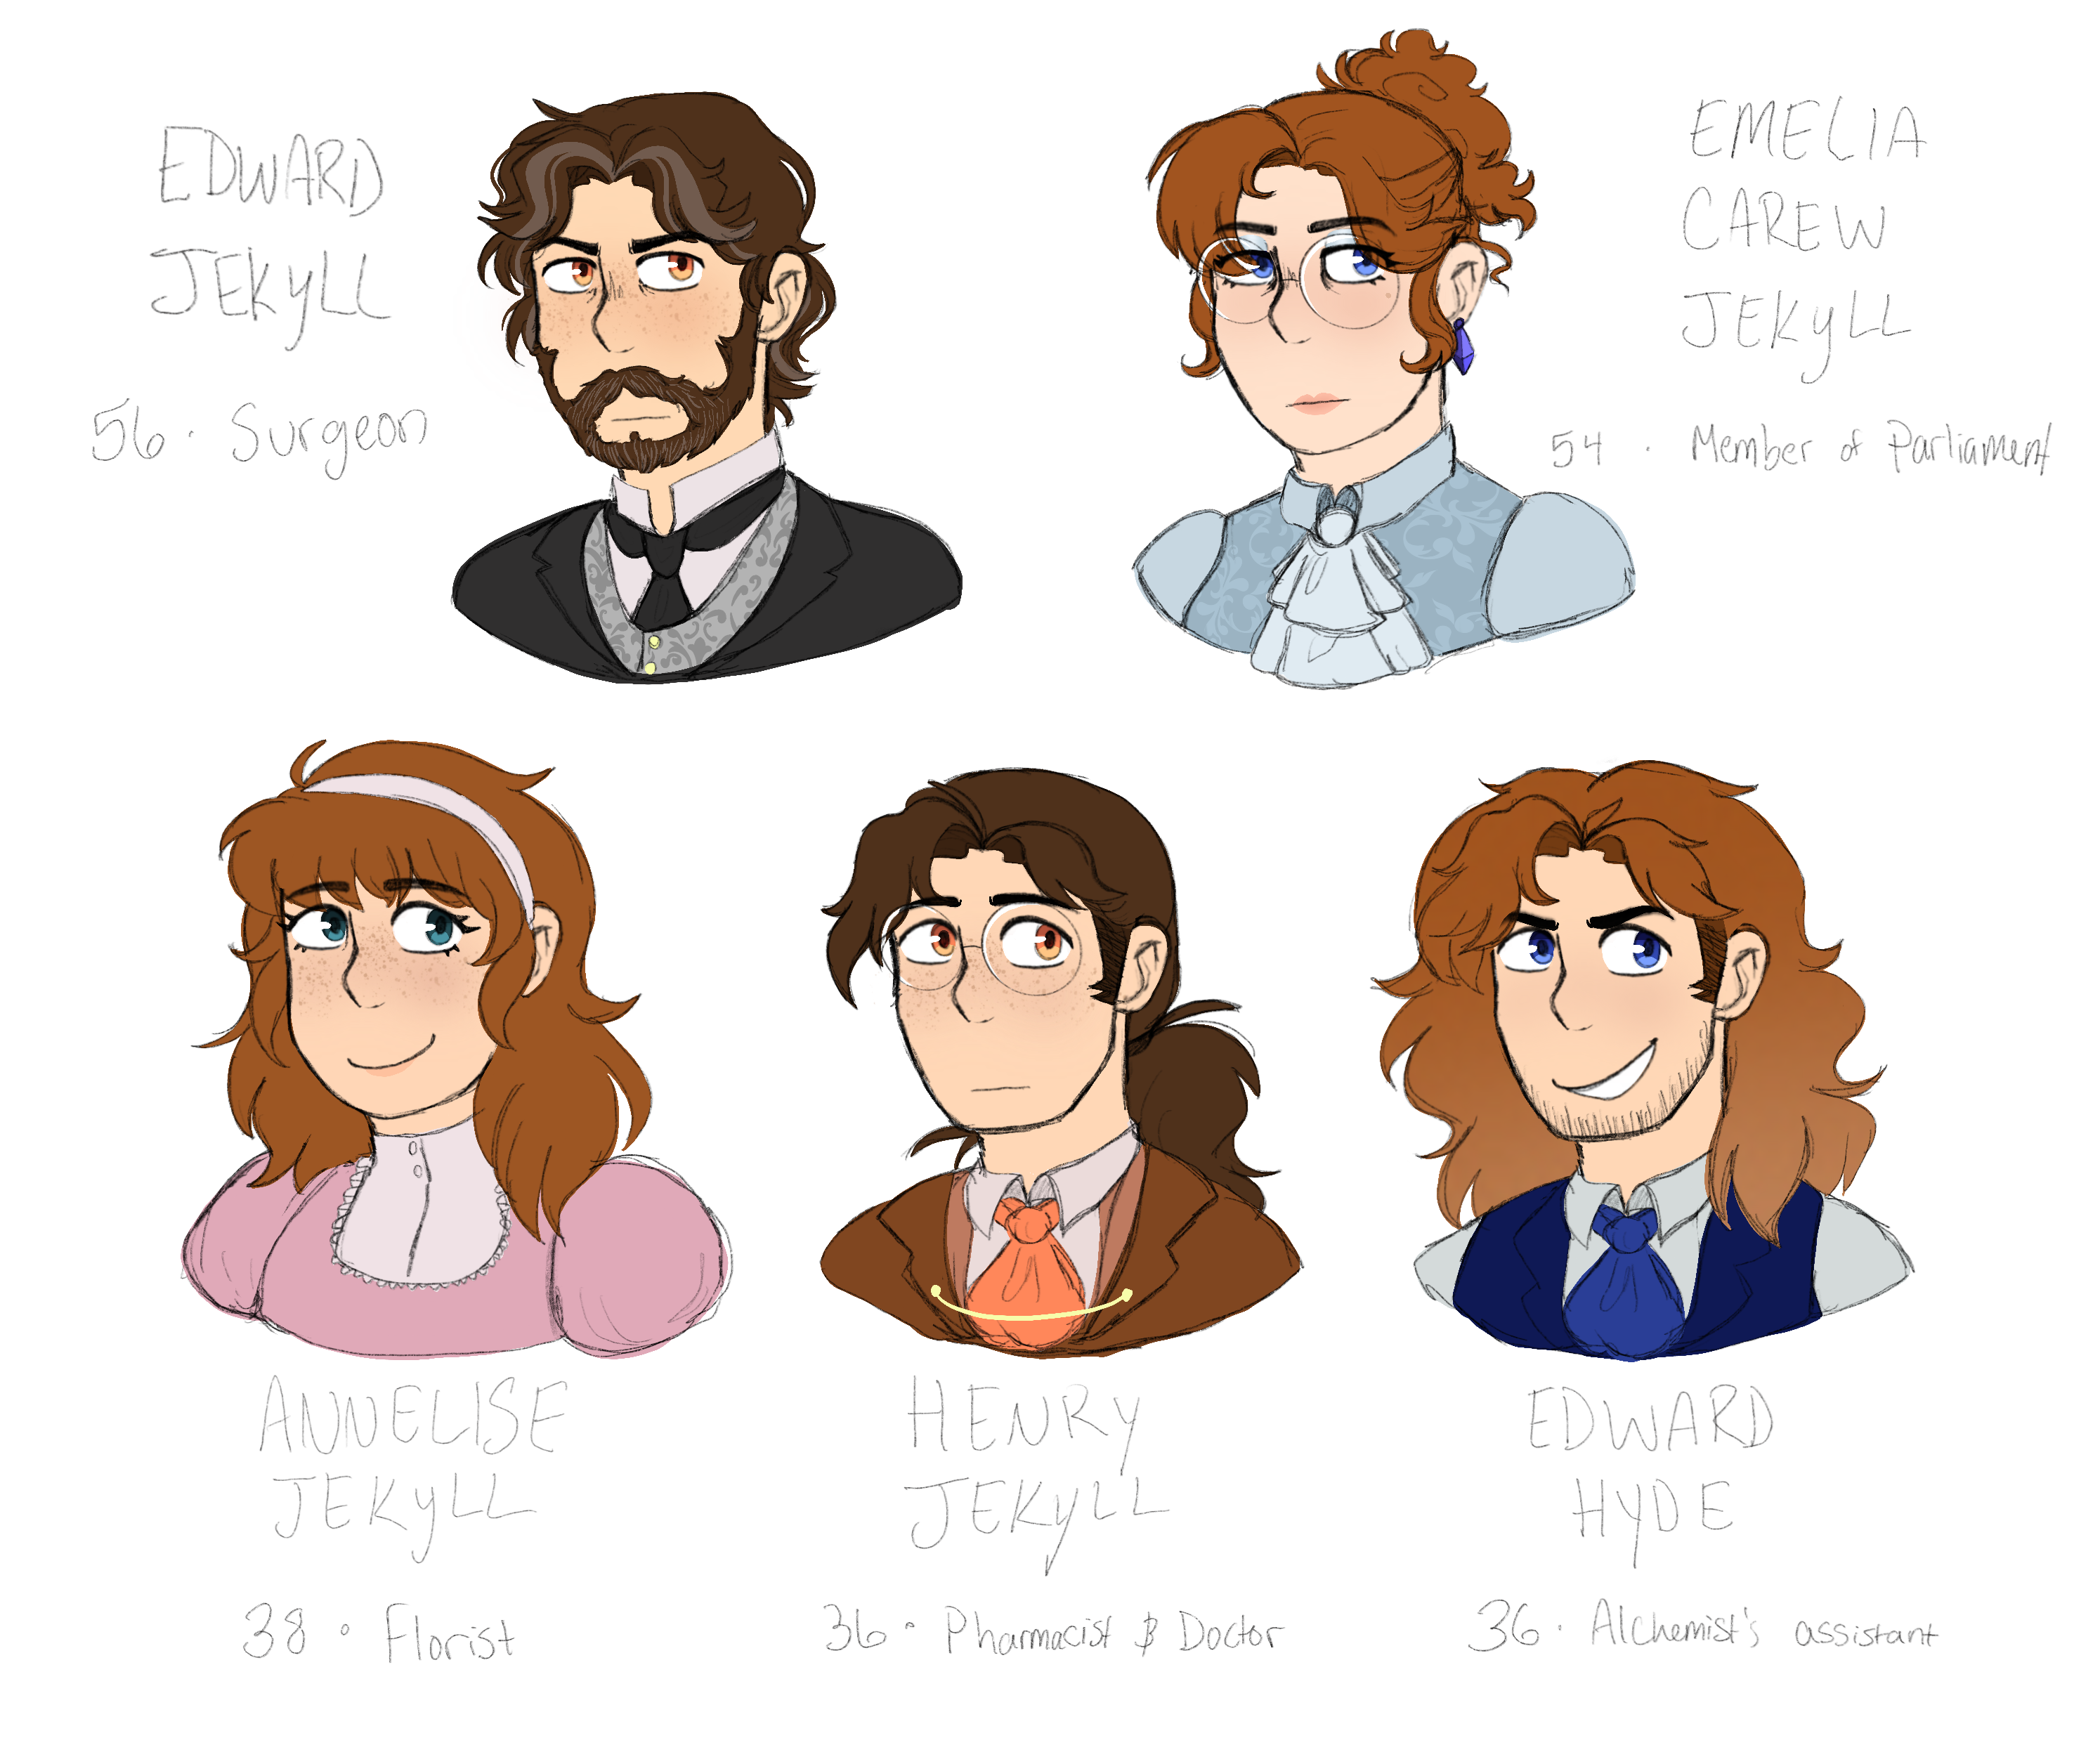 EDWARD
JEKYLL
56 · Surgeon
EMELIA
CAREW
JEKYLL
54 · Member of Parliament
ANNELISE
JEKYLL
38 · Florist
HENRY
JEKYLL
36 · Pharmacist & Doctor
EDWARD
HYDE
36 · Alchemist's assistant